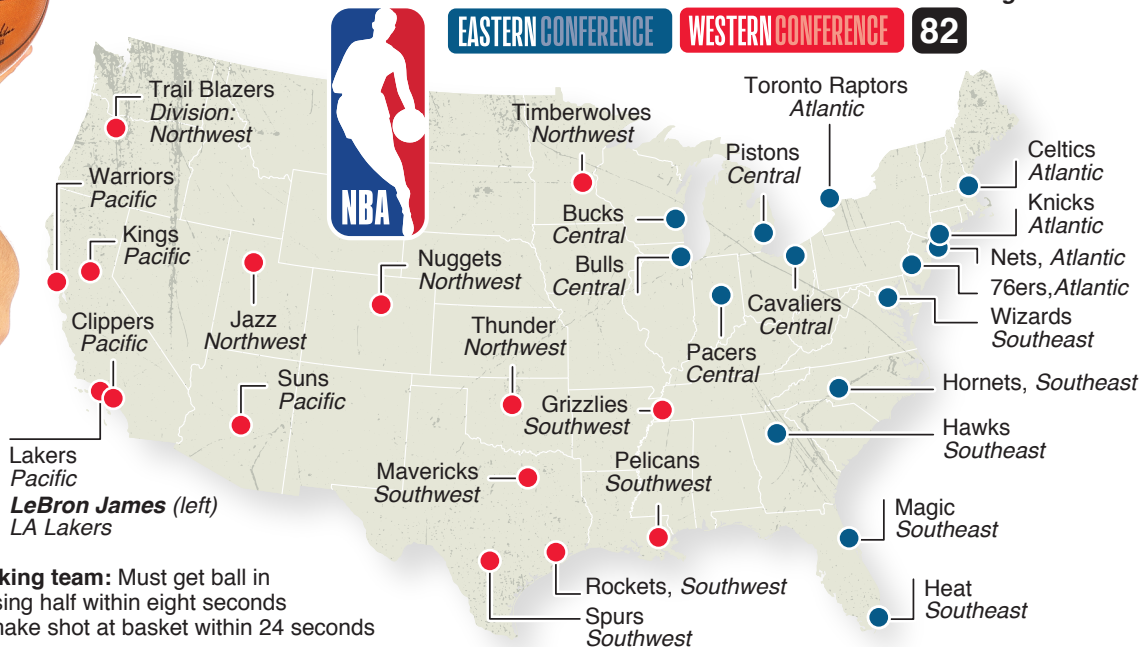 EASTERN CONFERENCE
WESTERN CONFERENCE
82
NBA
Trail Blazers
Division:
Northwest
Warriors
Pacific
Kings
Pacific
Clippers
Pacific
Lakers
Pacific
LeBron James (left)
LA Lakers
Jazz
Northwest
Suns
Pacific
Nuggets
Northwest
Timberwolves
Northwest
Thunder
Northwest
Grizzlies
Southwest
Mavericks
Southwest
Pelicans
Southwest
Rockets, Southwest
Spurs
Southwest
Bucks
Central
Bulls
Central
Pistons
Central
Pacers
Central
Cavaliers
Central
Toronto Raptors
Atlantic
Celtics
Atlantic
Knicks
Atlantic
Nets, Atlantic
76ers,Atlantic
Wizards
Southeast
Hornets, Southeast
Hawks
Southeast
Magic
Southeast
Heat
Southeast
king team: Must get ball in
sing half within eight seconds
make shot at basket within 24 seconds